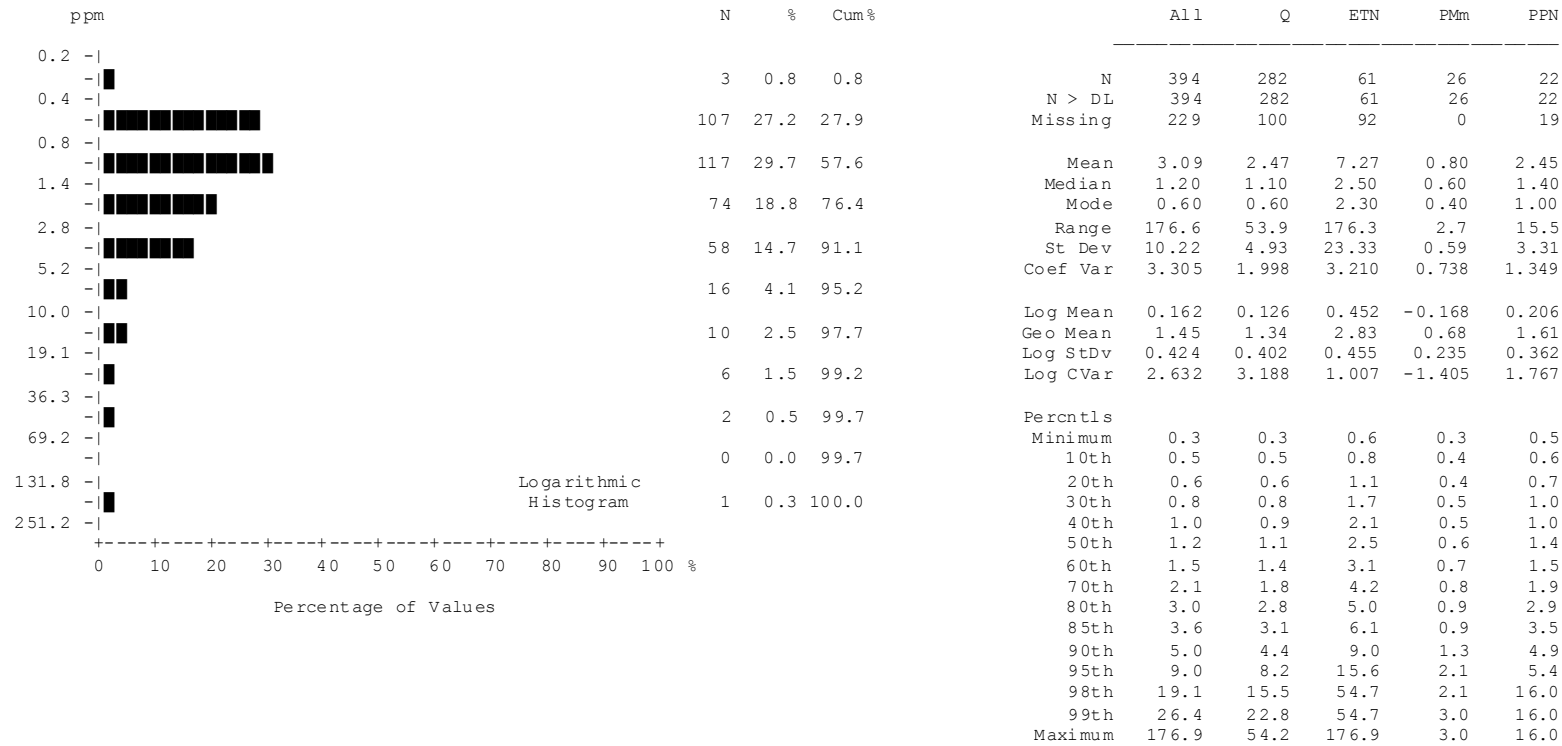 ppm N % Cum% All Q ETN PMm PPN
0.2 -|
-| 3 0.8 0.8 N 394 282 61 26 22
0.4 -| N > DL 394 282 61 26 22
-| 107 27.2 27.9 Missing 229 100 92 0 19
0.8 -|
-| 117 29.7 57.6 Mean 3.09 2.47 7.27 0.80 2.45
1.4 -| Median 1.20 1.10 2.50 0.60 1.40
-| 74 18.8 76.4 Mode 0.60 0.60 2.30 0.40 1.00
2.8 -| Range 176.6 53.9 176.3 2.7 15.5
-| 58 14.7 91.1 St Dev 10.22 4.93 23.33 0.59 3.31
5.2 -| Coef Var 3.305 1.998 3.210 0.738 1.349
-| 16 4.1 95.2
10.0 -| Log Mean 0.162 0.126 0.452 -0.168 0.206
-| 10 2.5 97.7 Geo Mean 1.45 1.34 2.83 0.68 1.61
19.1 -| Log StDv 0.424 0.402 0.455 0.235 0.362
-| 6 1.5 99.2 Log CVar 2.632 3.188 1.007 -1.405 1.767
36.3 -|
-| 2 0.5 99.7 Percntls
69.2 -| Minimum 0.3 0.3 0.6 0.3 0.5
-| 0 0.0 99.7 10th 0.5 0.5 0.8 0.4 0.6
131.8 -| Logarithmic 20th 0.6 0.6 1.1 0.4 0.7
-| Histogram 1 0.3 100.0 30th 0.8 0.8 1.7 0.5 1.0
251.2 -| 40th 1.0 0.9 2.1 0.5 1.0
+----+----+----+----+----+----+----+----+----+----+ 50th 1.2 1.1 2.5 0.6 1.4
0 10 20 30 40 50 60 70 80 90 100 % 60th 1.5 1.4 3.1 0.7 1.5
70th 2.1 1.8 4.2 0.8 1.9
Percentage of Values 80th 3.0 2.8 5.0 0.9 2.9
85th 3.6 3.1 6.1 0.9 3.5
90th 5.0 4.4 9.0 1.3 4.9
95th 9.0 8.2 15.6 2.1 5.4
98th 19.1 15.5 54.7 2.1 16.0
99th 26.4 22.8 54.7 3.0 16.0
Maximum 176.9 54.2 176.9 3.0 16.0